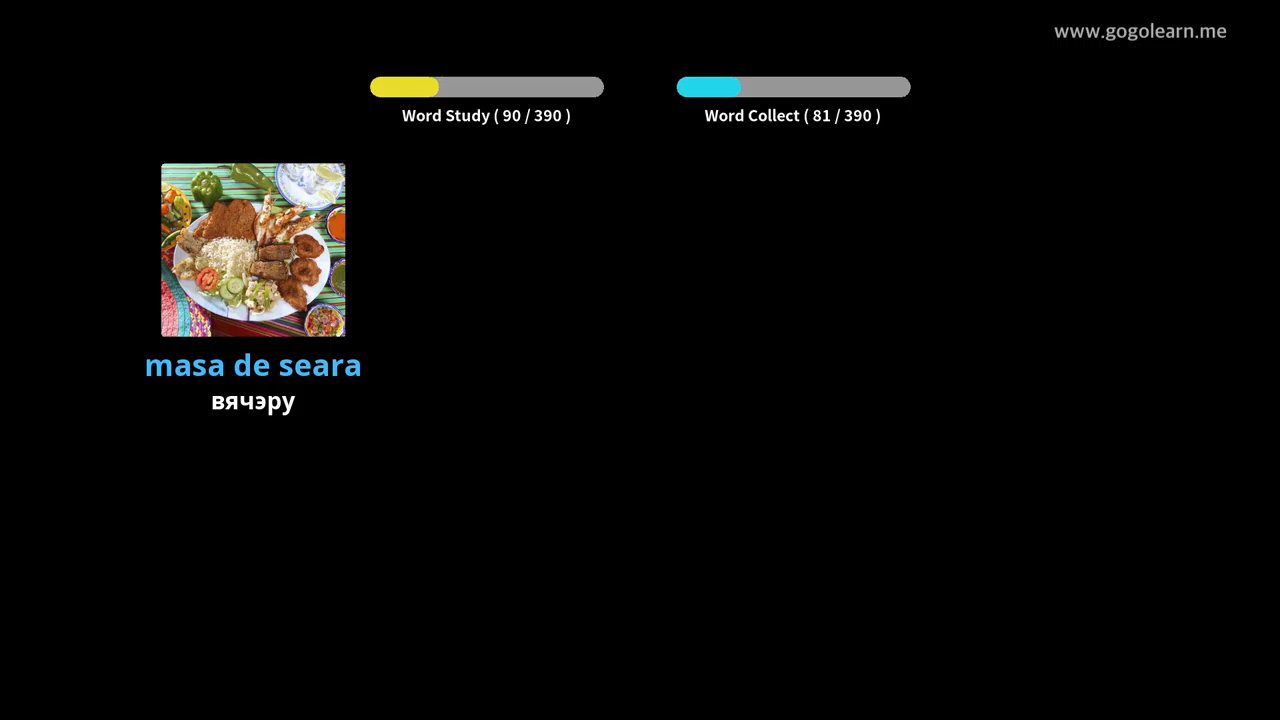 www.gogolearn.me
Word Study ( 90 / 390 )
Word Collect ( 81 / 390 )
masa de seara
вячэру